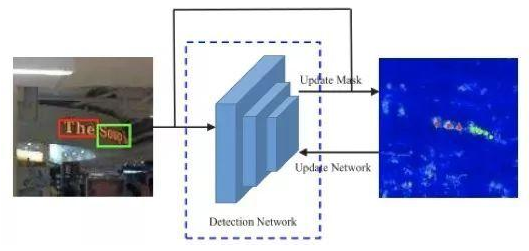 Update Mask
The
Soup's
Update Network
Detection Network